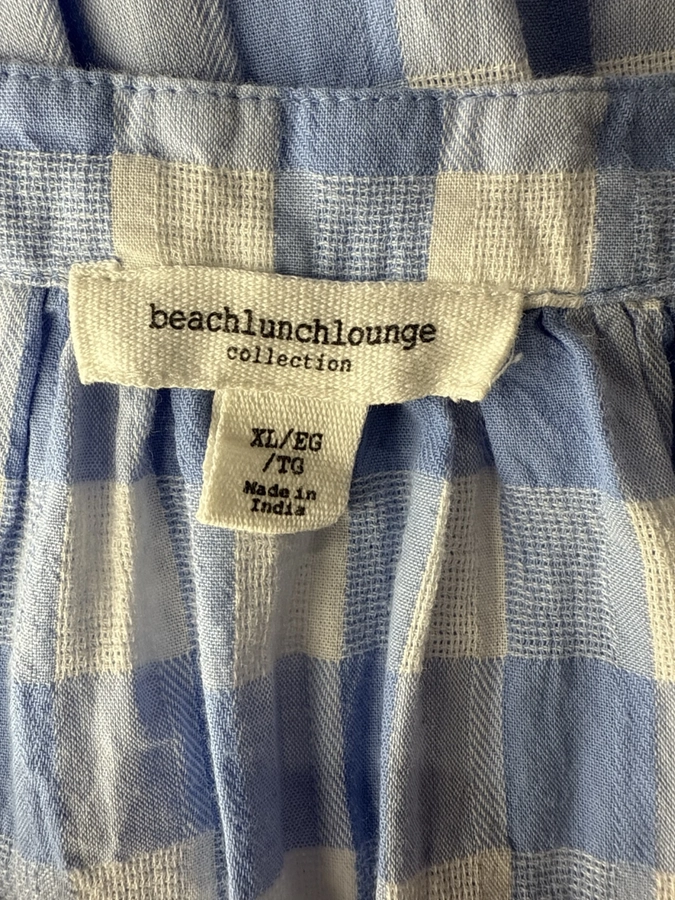 beachlunchlounge
collection
XL/EG
/TG
Made in
India